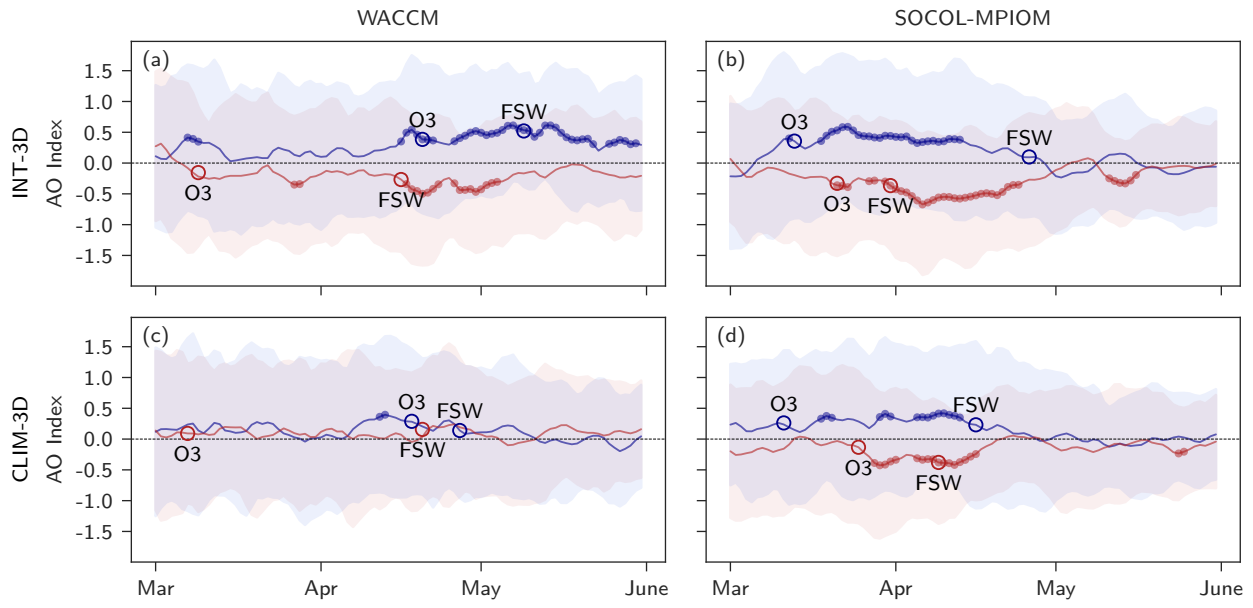 WACCM
SOCOL-MPIOM
INT-3D
AO Index
(a)
1.5
1.0
0.5
0.0
-0.5
-1.0
-1.5
O3
FSW
O3
FSW
Mar
Apr
May
June
(b)
O3
FSW
O3
FSW
CLIM-3D
AO Index
(c)
1.5
1.0
0.5
0.0
-0.5
-1.0
-1.5
O3
FSW
O3
FSW
(d)
O3
FSW
O3
FSW
Mar
Apr
May
June